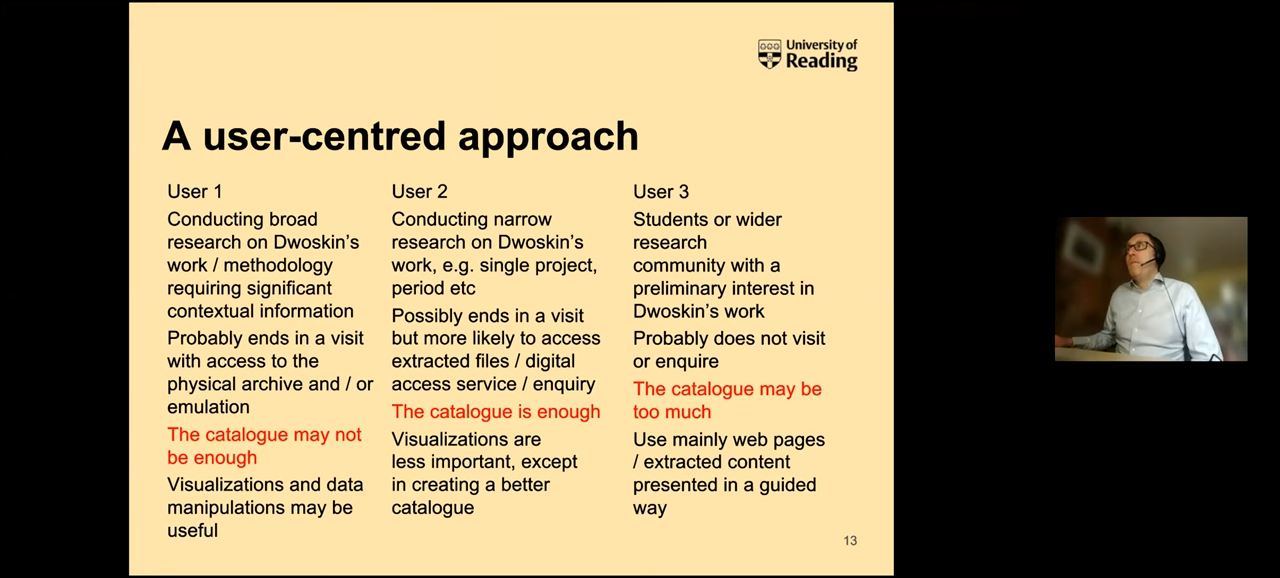 University of
Reading
A user-centred approach
User 1
Conducting broad
research on Dwoskin's
work / methodology
requiring significant
contextual information
Probably ends in a visit
with access to the
physical archive and / or
emulation
The catalogue may not
be enough
Visualizations and data
manipulations may be
useful
User 2
Conducting narrow
research on Dwoskin's
work, e.g. single project,
period etc
Possibly ends in a visit
but more likely to access
extracted files / digital
access service / enquiry
The catalogue is enough
Visualizations are
less important, except
in creating a better
catalogue
User 3
Students or wider
research
community with a
preliminary interest in
Dwoskin's work
Probably does not visit
or enquire
The catalogue may be
too much
Use mainly web pages
/ extracted content
presented in a guided
way
13